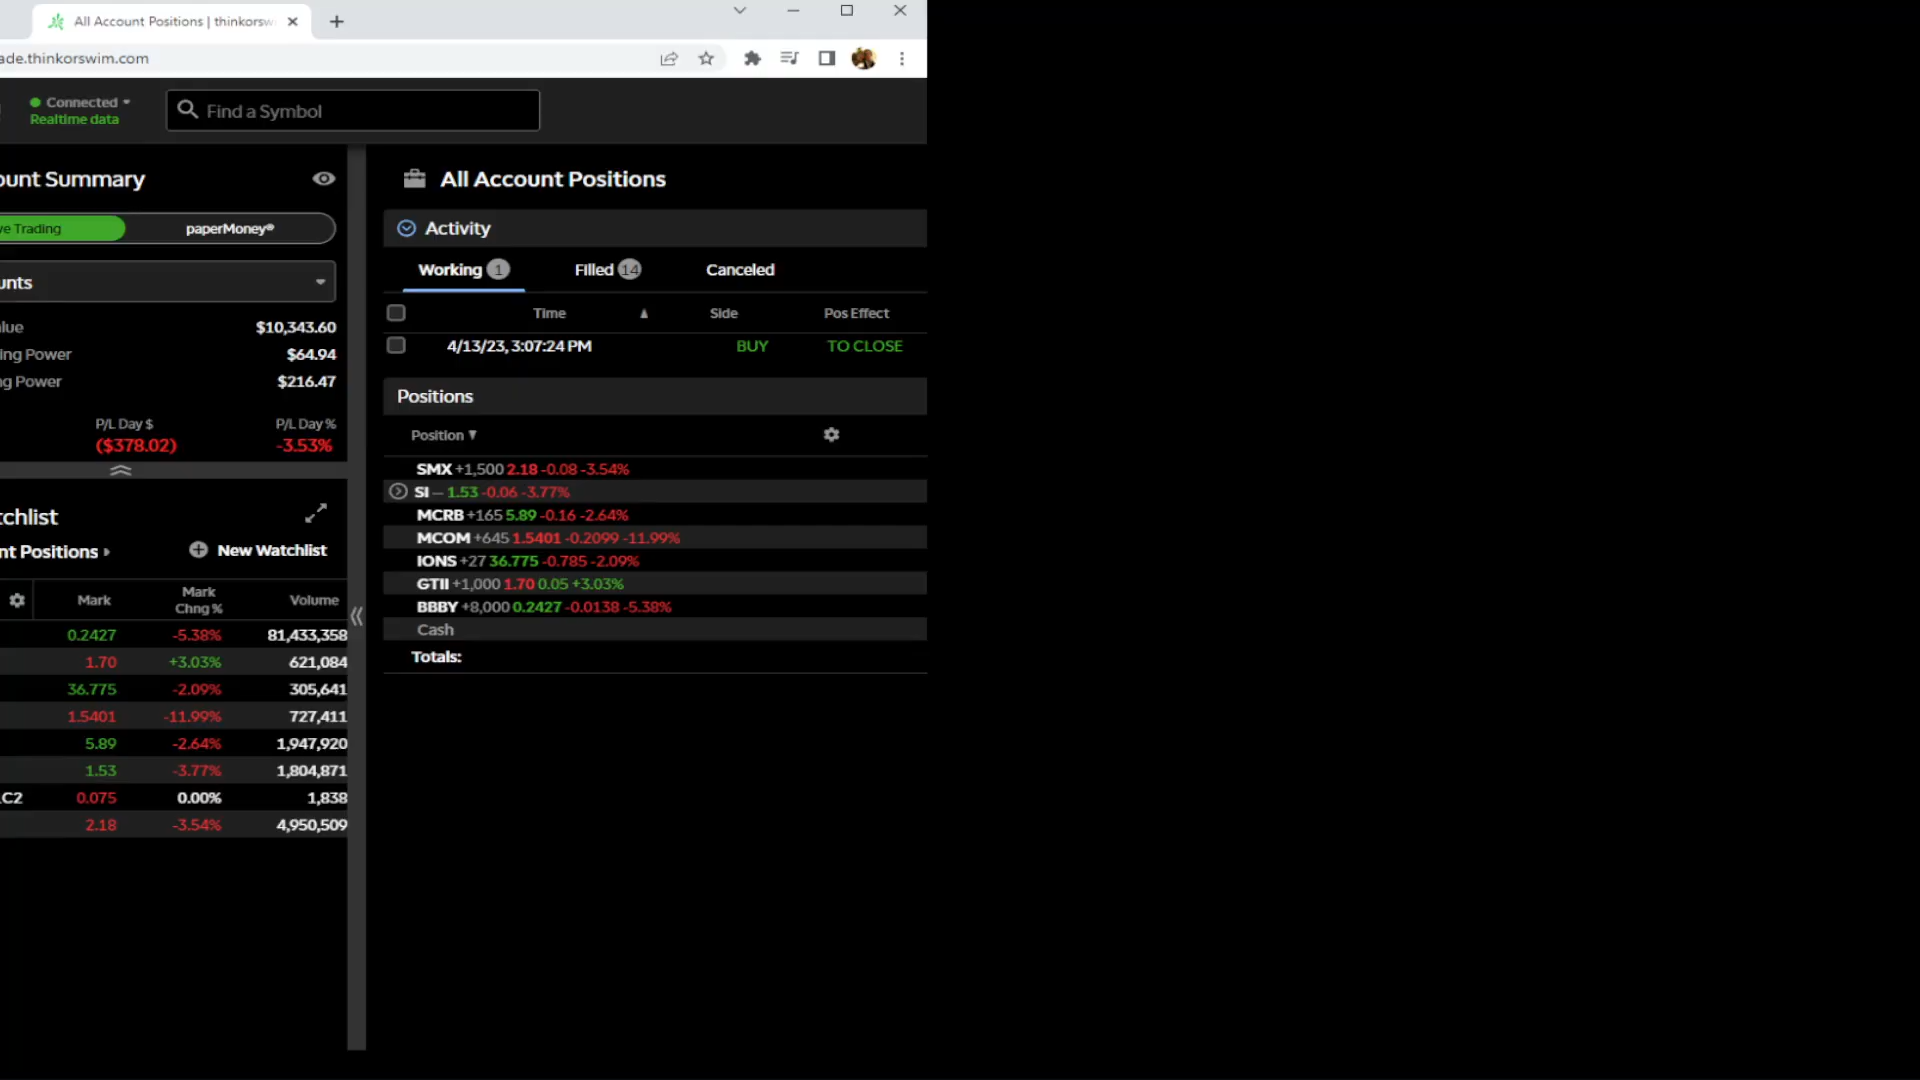 All Account Positions | thinkorsw
ade.thinkorswim.com
Connected
Realtime data
Find a Symbol
ount Summary
ve Trading
paperMoney®
unts
lue $10,343.60
ing Power $64.94
g Power $216.47
P/L Day $ P/L Day %
($378.02) -3.53%
tchlist
nt Positions
New Watchlist
Mark Mark Chng % Volume
0.2427 -5.38% 81,433,358
1.70 +3.03% 621,084
36.775 -2.09% 305,641
1.5401 -11.99% 727,411
5.89 -2.64% 1,947,920
1.53 -3.77% 1,804,871
.C2 0.075 0.00% 1,838
2.18 -3.54% 4,950,509
All Account Positions
Activity
Working 1 Filled 14 Canceled
Time Side Pos Effect
4/13/23, 3:07:24 PM BUY TO CLOSE
Positions
Position
SMX +1,500 2.18 -0.08 -3.54%
SI — 1.53 -0.06 -3.77%
MCRB +165 5.89 -0.16 -2.64%
MCOM +645 1.5401 -0.2099 -11.99%
IONS +27 36.775 -0.785 -2.09%
GTII +1,000 1.70 0.05 +3.03%
BBBY +8,000 0.2427 -0.0138 -5.38%
Cash
Totals: